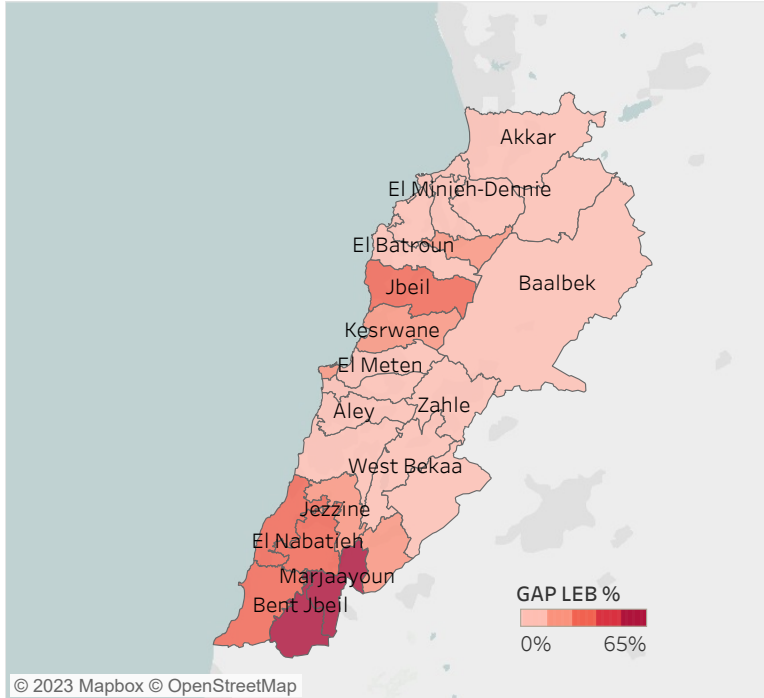 Akkar
El Minieh-Dennie
El Batroun
Jbeil
Baalbek
Kesrwane
El Meten
Aley
Zahle
West Bekaa
Jezzine
El Nabatieh
Marjaayoun
Bent Jbeil
GAP LEB %
0%
65%
© 2023 Mapbox © OpenStreetMap